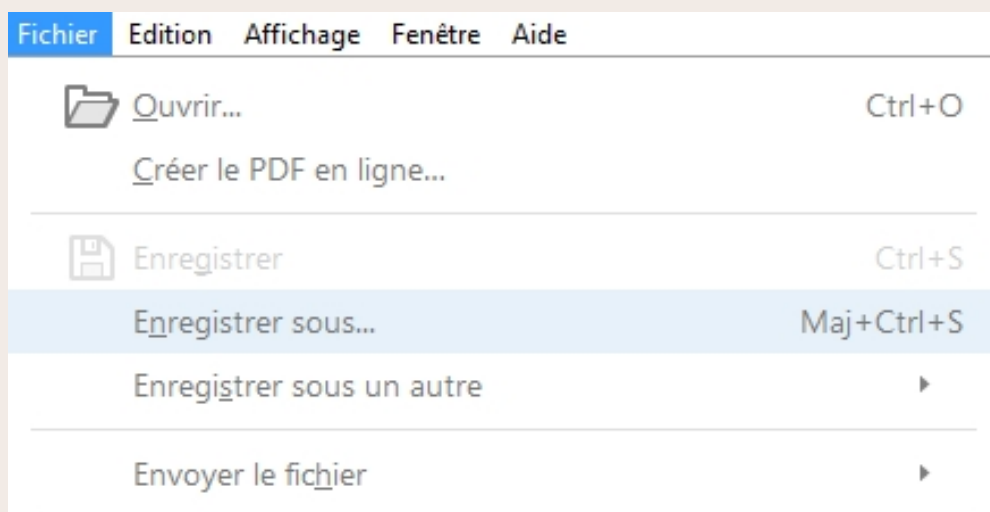 Fichier Edition Affichage Fenêtre Aide
Ouvrir... Ctrl+O
Créer le PDF en ligne...
Enregistrer Ctrl+S
Enregistrer sous... Maj+Ctrl+S
Enregistrer sous un autre
Envoyer le fichier